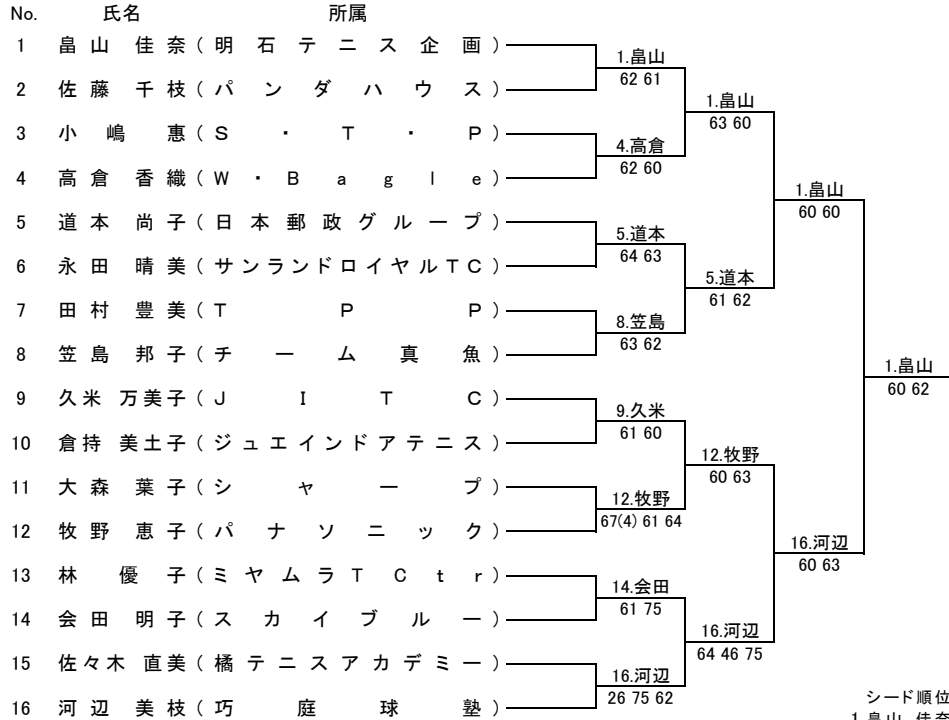 No. 氏名 所属
1 畠山 佳奈(明石テニス企画)
2 佐藤 千枝(パンダハウス)
3 小嶋 惠(S・T・P)
4 高倉 香織(W・Bagle)
5 道本 尚子(日本郵政グループ)
6 永田 晴美(サンランドロイヤルTC)
7 田村 豊美(TPP)
8 笠島 邦子(チーム真魚)
9 久米 万美子(JITC)
10 倉持 美土子(ジュエインドアテニス)
11 大森 葉子(シャープ)
12 牧野 恵子(パナソニック)
13 林 優子(ミヤムラTCtr)
14 会田 明子(スカイブルー)
15 佐々木 直美(橘テニスアカデミー)
16 河辺 美枝(巧庭球塾)
1.畠山
62 61
4.高倉
62 60
5.道本
64 63
8.笠島
63 62
9.久米
61 60
12.牧野
67(4) 61 64
14.会田
61 75
16.河辺
26 75 62
1.畠山
63 60
5.道本
61 62
12.牧野
60 63
16.河辺
64 46 75
1.畠山
60 60
16.河辺
60 63
1.畠山
60 62
シード順位
1 畠山 佳奈